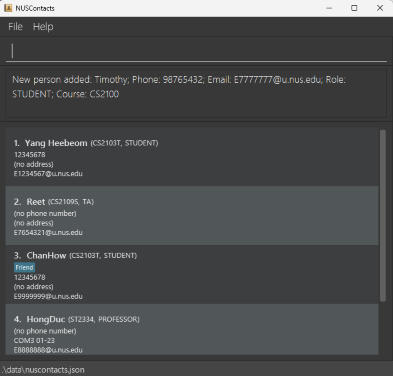 NUSContacts
File Help
New person added: Timothy; Phone: 98765432; Email: E7777777@u.nus.edu; Role:
STUDENT; Course: CS2100
1. Yang Heebeom (CS2103T, STUDENT)
12345678
(no address)
E1234567@u.nus.edu
2. Reet (CS2109S, TA)
(no phone number)
(no address)
E7654321@u.nus.edu
3. ChanHow (CS2103T, STUDENT)
Friend
12345678
(no address)
E9999999@u.nus.edu
4. HongDuc (ST2334, PROFESSOR)
(no phone number)
COM3 01-23
E8888888@u.nus.edu
.\data\nuscontacts.json